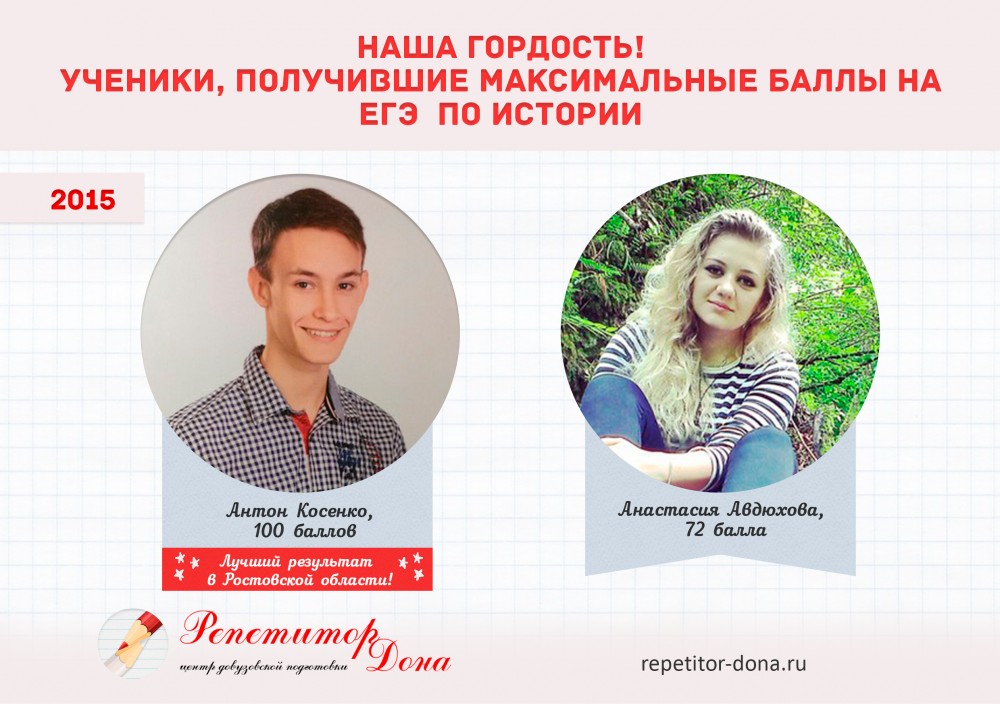 НАША ГОРДОСТЬ!
УЧЕНИКИ, ПОЛУЧИВШИЕ МАКСИМАЛЬНЫЕ БАЛЛЫ НА
ЕГЭ ПО ИСТОРИИ
2015
Антон Косенко,
100 баллов
Лучший результат
в Ростовской области!
Анастасия Авдюхова,
72 балла
Репетитор
Дона
центр довузовской подготовки
repetitor-dona.ru